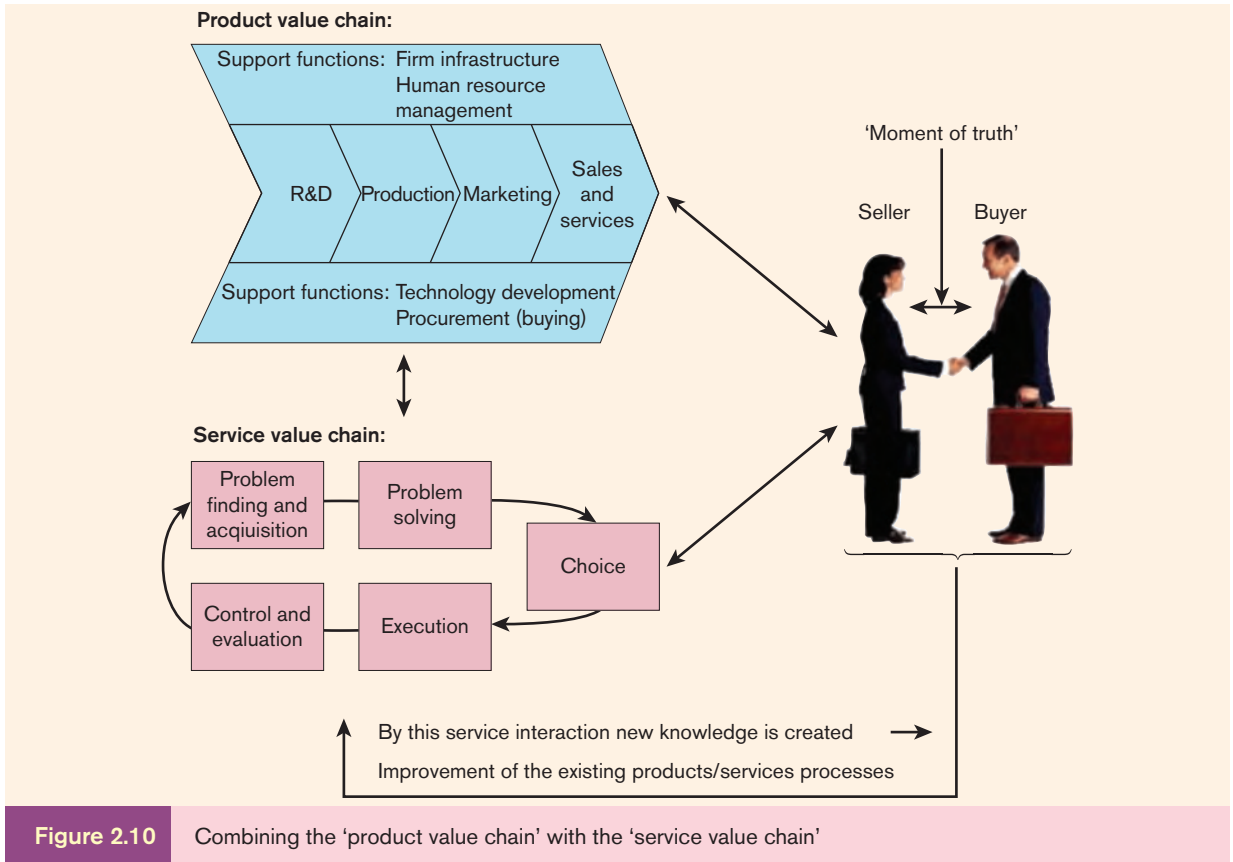 Product value chain:
Support functions: Firm infrastructure
Human resource
management
R&D
Production
Marketing
Sales
and
services
Support functions: Technology development
Procurement (buying)
'Moment of truth'
Seller
Buyer
Service value chain:
Problem
finding and
acquisition
Problem
solving
Choice
Control and
evaluation
Execution
By this service interaction new knowledge is created
Improvement of the existing products/services processes
Figure 2.10
Combining the 'product value chain' with the 'service value chain'